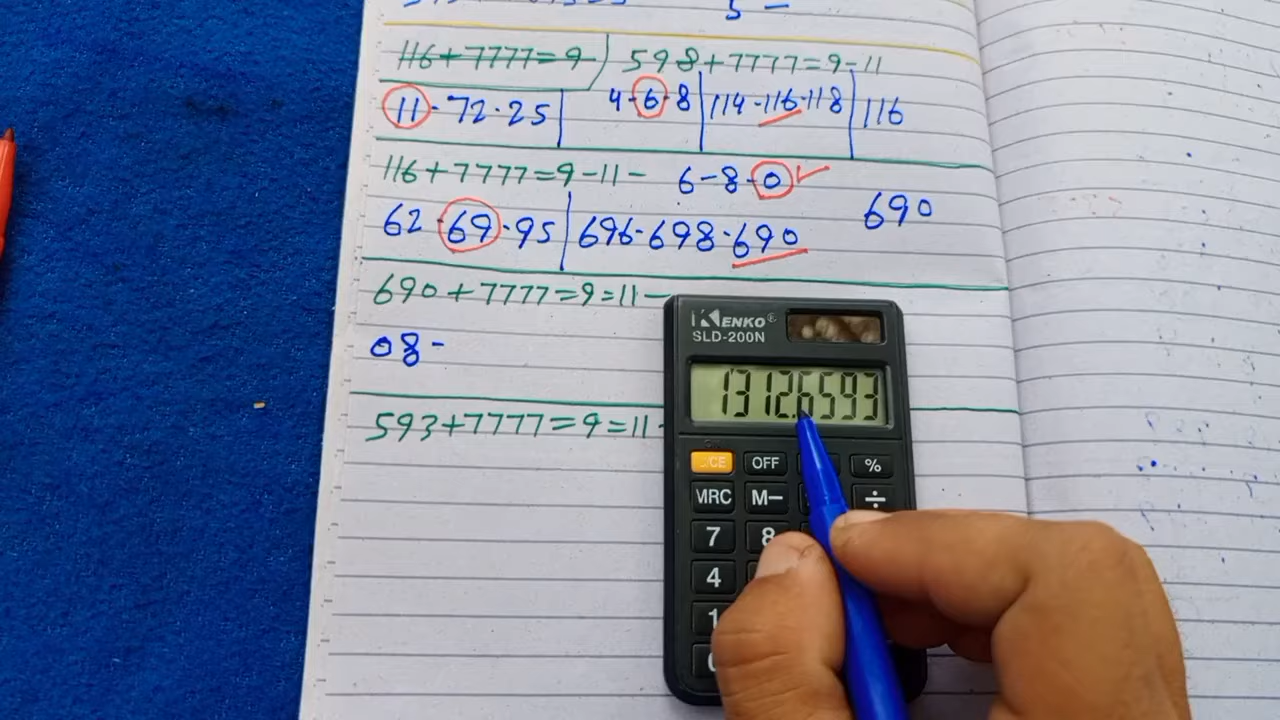 116+7777=9 598+7777=9-11
11·72·25 4·6·8 114·116·118 116
116+7777=9-11- 6-8-0
62·69·95 696·698·690 690
690+7777=9=11-
KENKO®
SLD-200N
08-
1312.6593
593+7777=9=11-
OFF %
MRC M− ÷
7 8
4
1